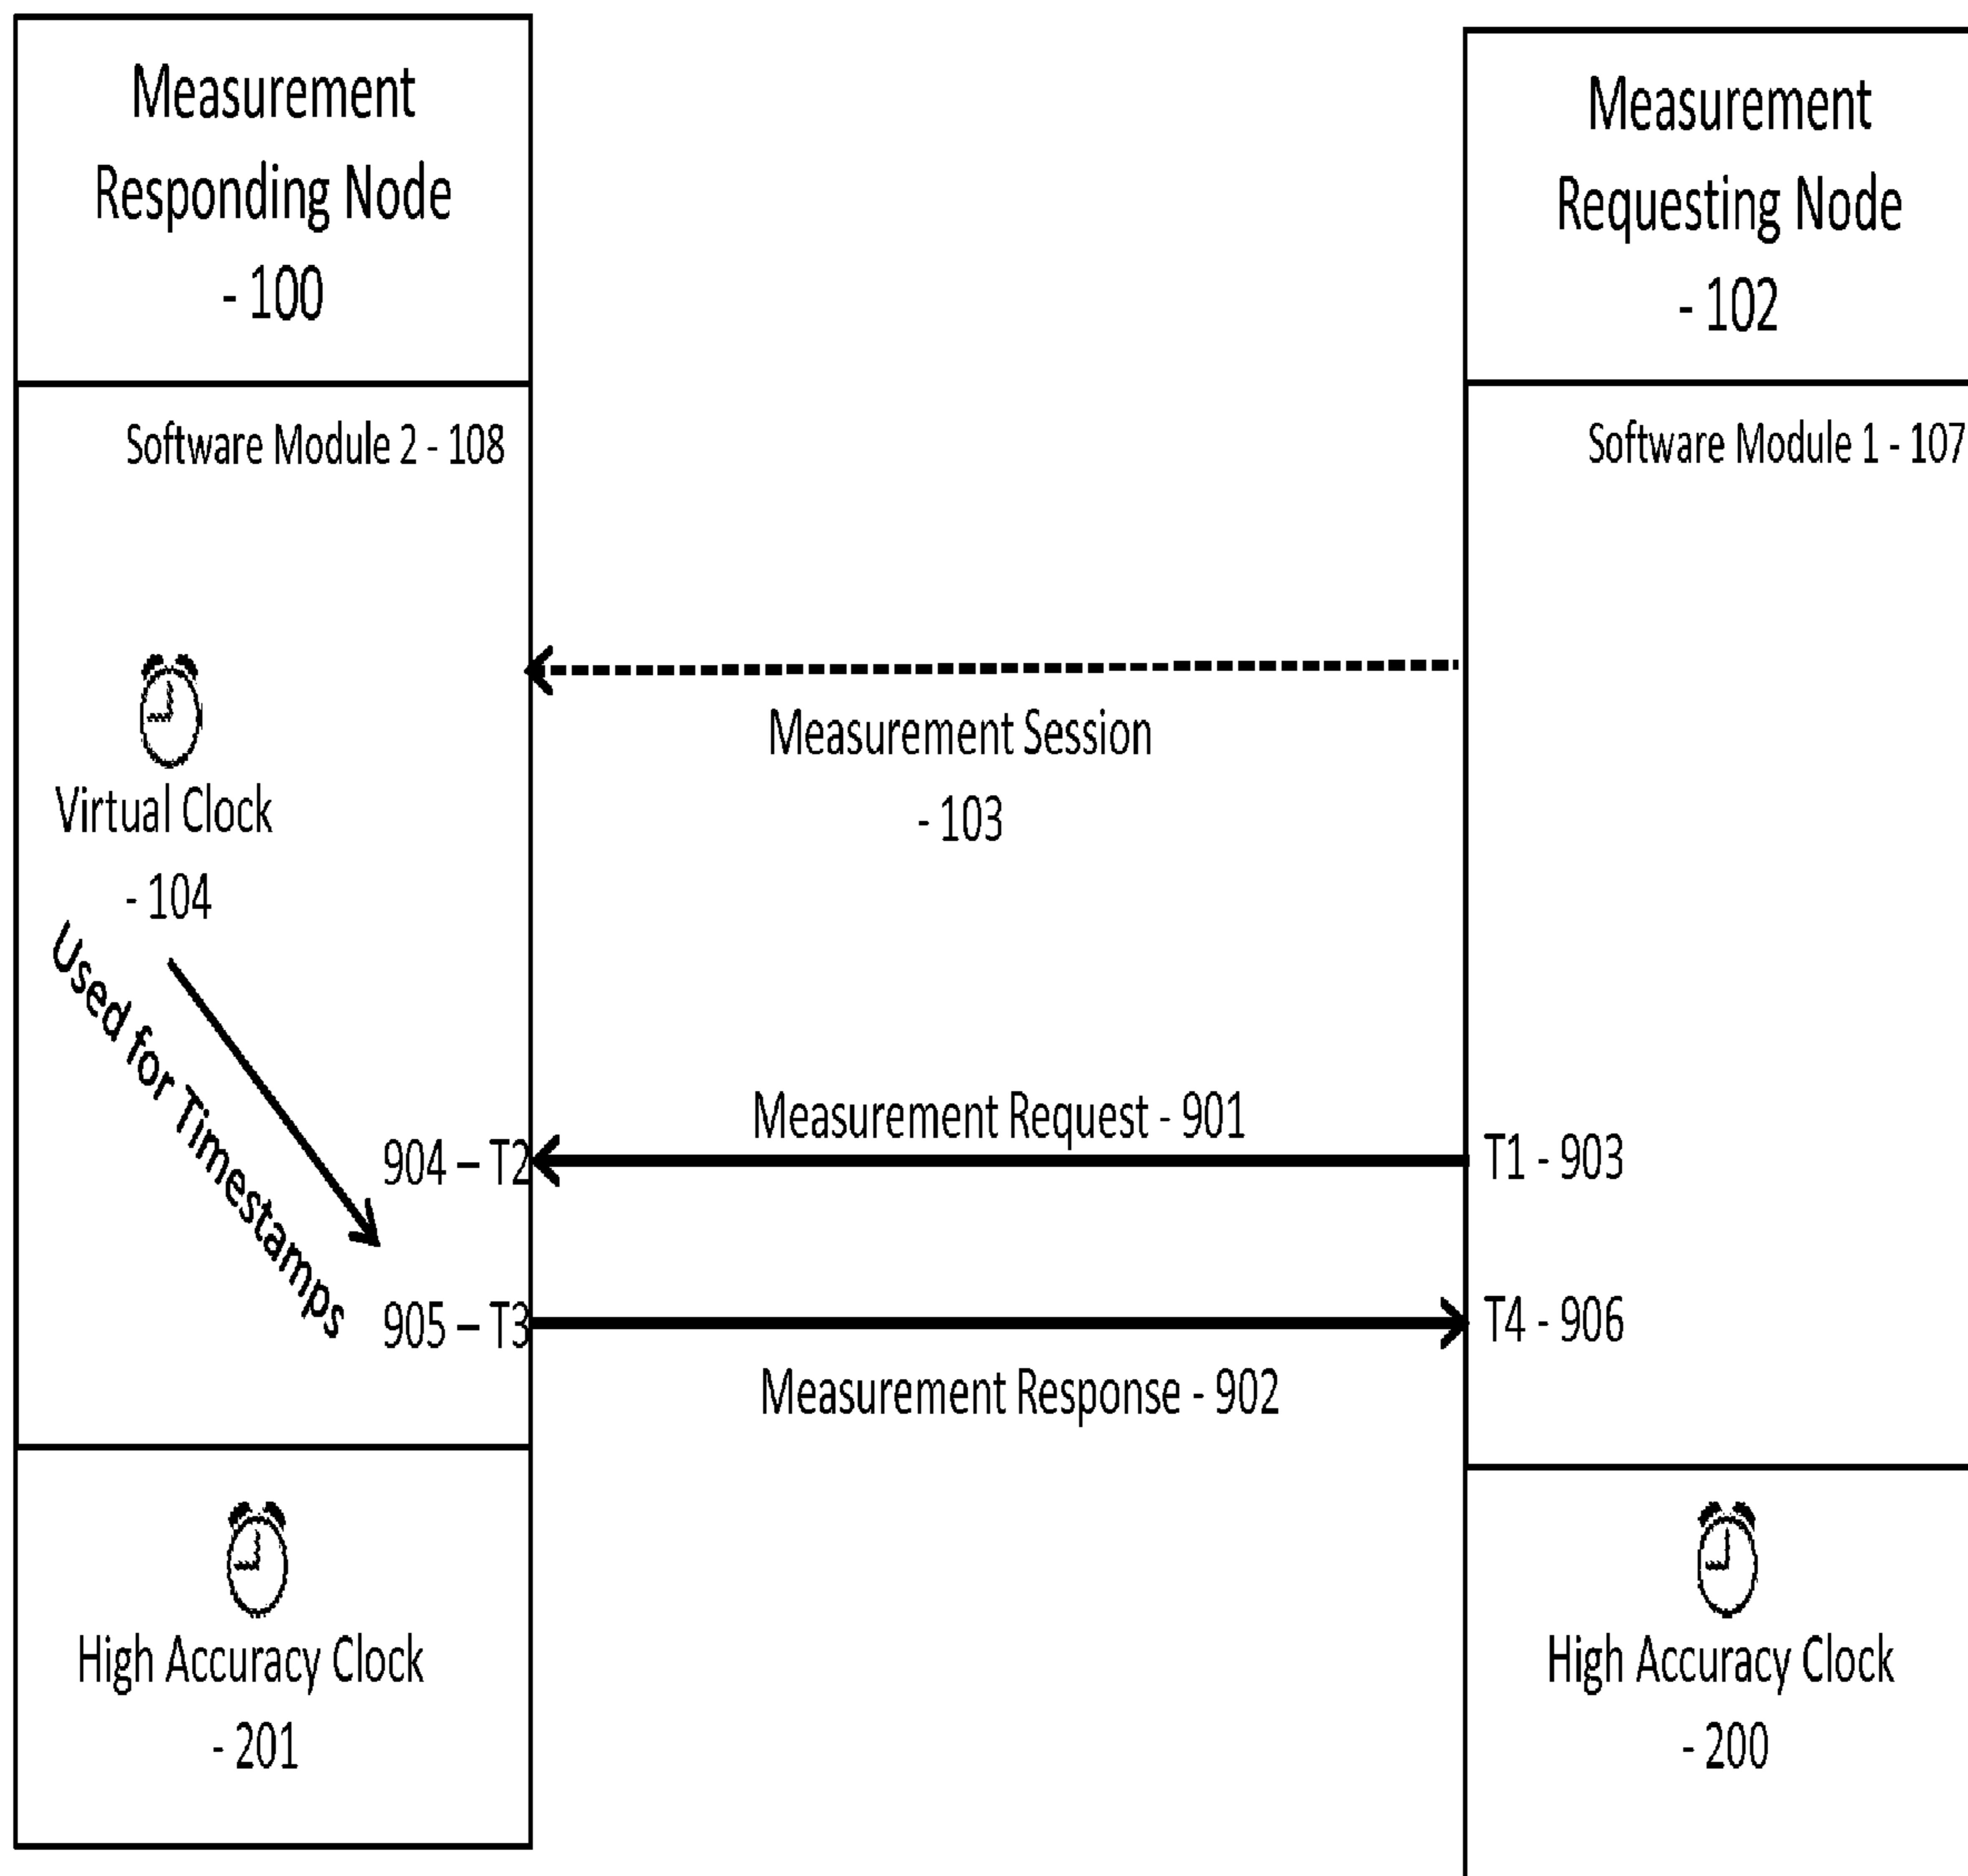 Measurement
Responding Node
- 100
Measurement
Requesting Node
- 102
Software Module 2 - 108
Software Module 1 - 107
Measurement Session
- 103
Virtual Clock
- 104
Used for Timestamps
Measurement Request - 901
904 – T2
T1 - 903
905 – T3
T4 - 906
Measurement Response - 902
High Accuracy Clock
- 201
High Accuracy Clock
- 200